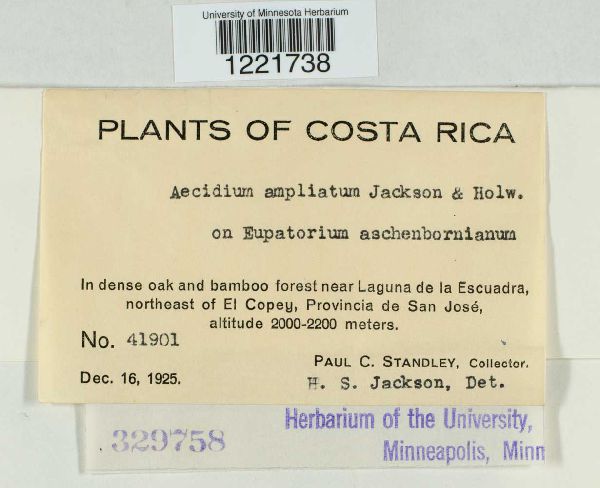 University of Minnesota Herbarium
1221738
PLANTS OF COSTA RICA
Aecidium ampliatum Jackson & Holw.
on Eupatorium aschenbornianum
In dense oak and bamboo forest near Laguna de la Escuadra,
northeast of El Copey, Provincia de San José,
altitude 2000-2200 meters.
No. 41901
PAUL C. STANDLEY, Collector.
Dec. 16, 1925.
H. S. Jackson, Det.
Herbarium of the University,
329758
Minneapolis, Minn